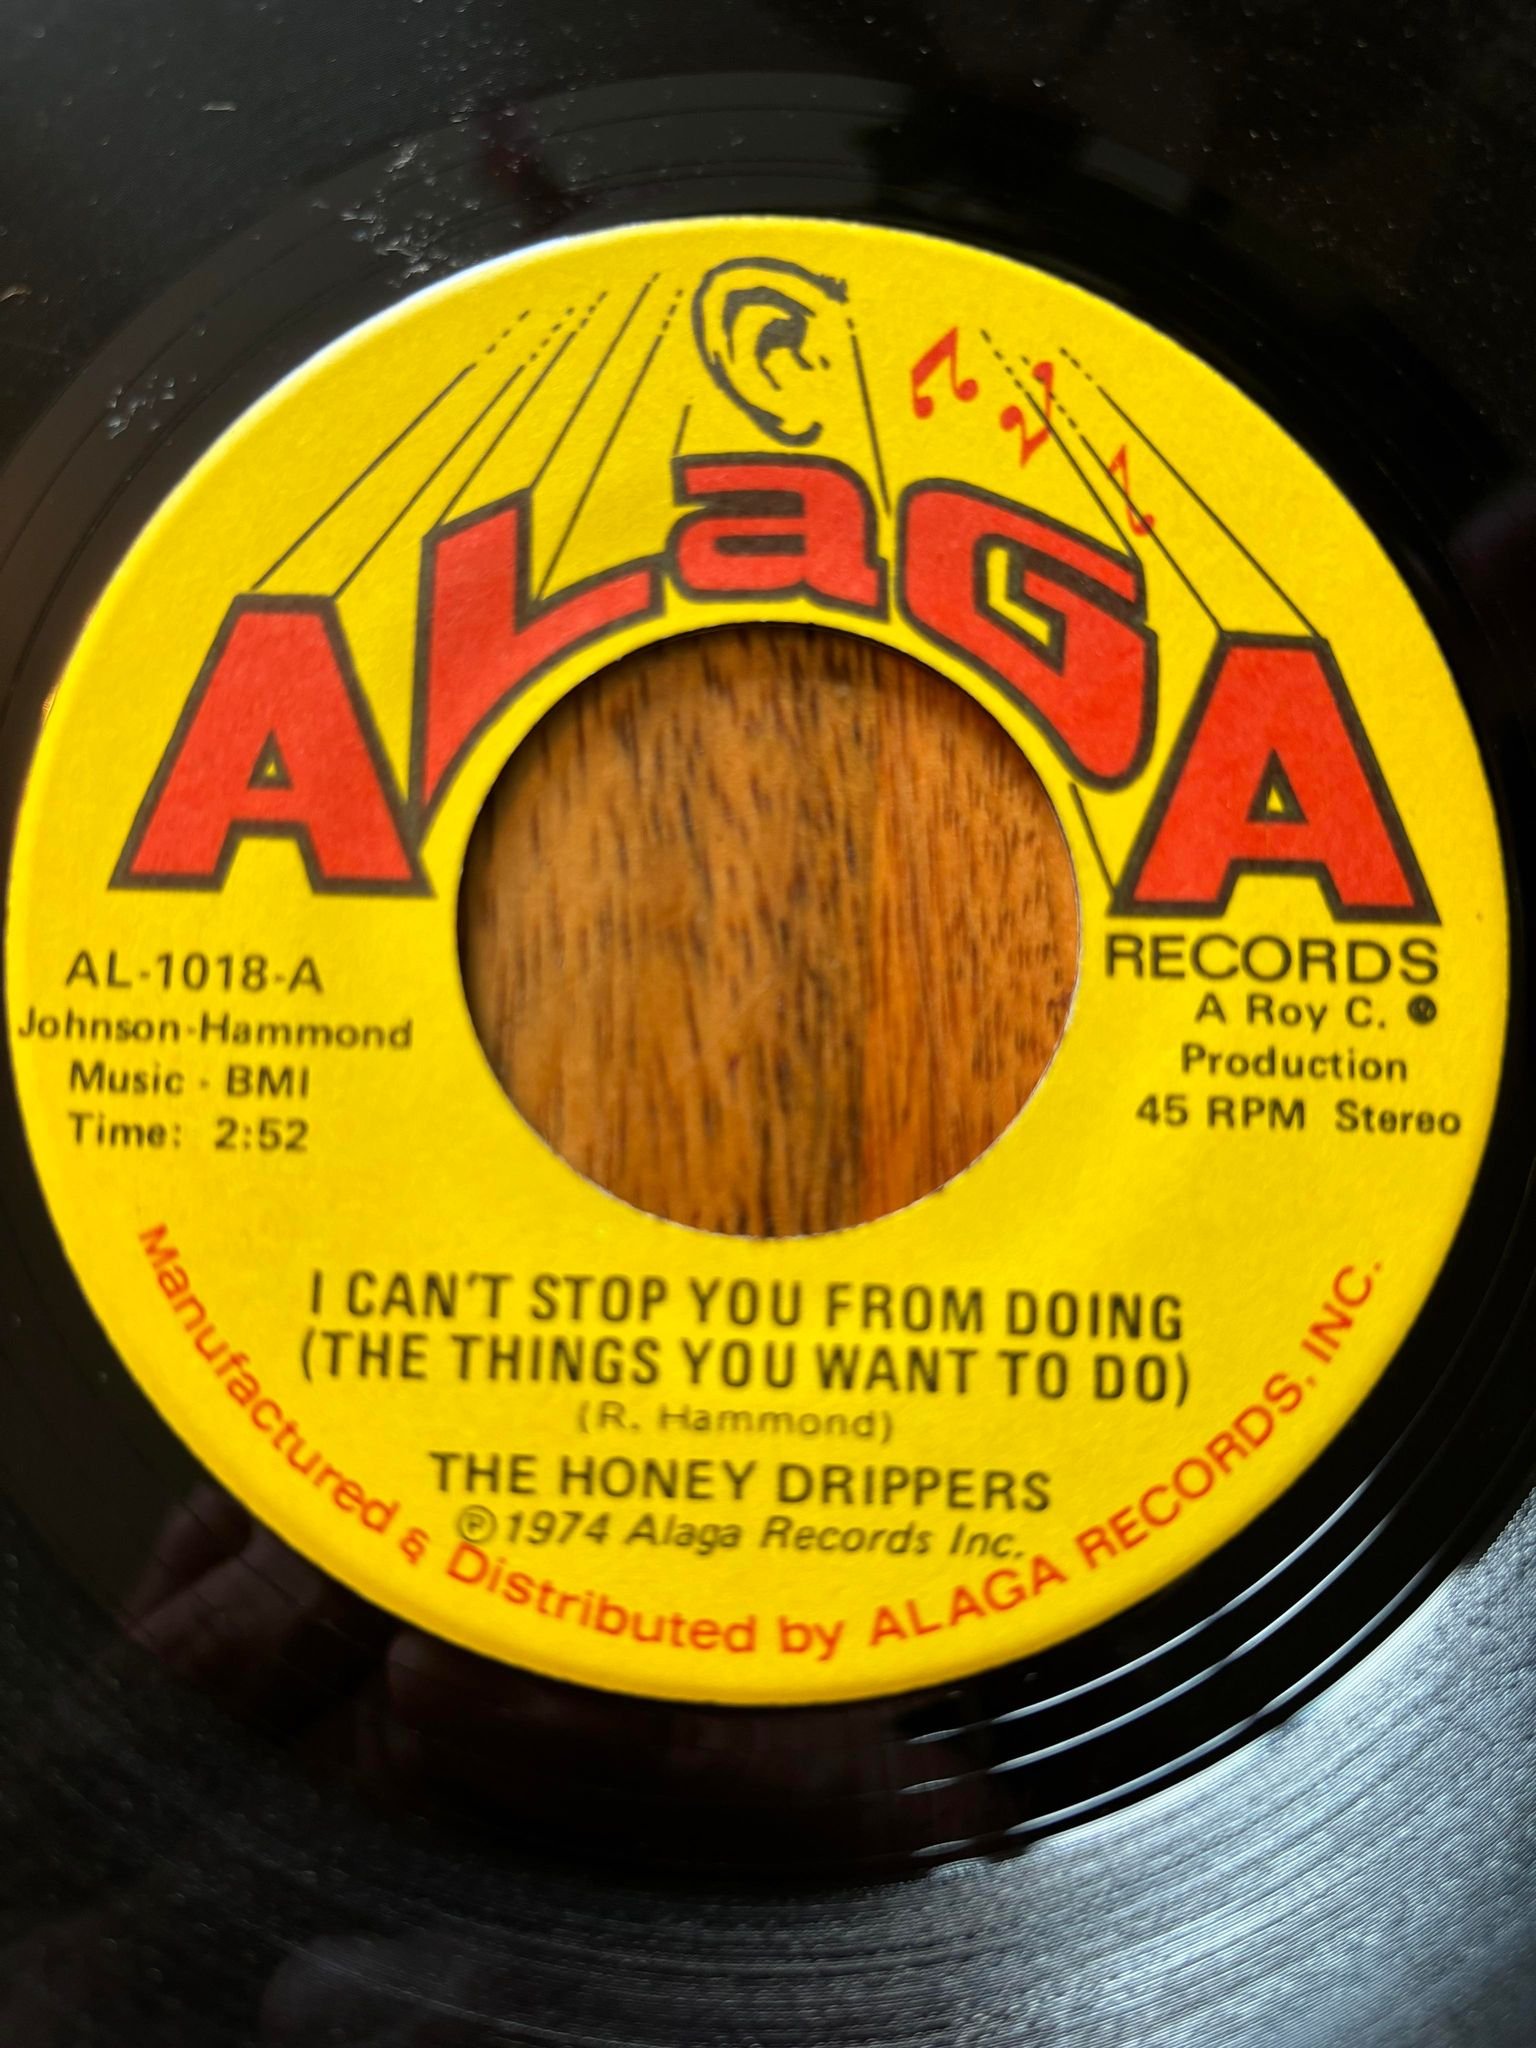 ALaGA
RECORDS
A Roy C.
Production
45 RPM Stereo
AL-1018-A
Johnson-Hammond
Music - BMI
Time: 2:52
I CAN'T STOP YOU FROM DOING
(THE THINGS YOU WANT TO DO)
(R. Hammond)
THE HONEY DRIPPERS
℗1974 Alaga Records Inc.
Manufactured & Distributed by ALAGA RECORDS, INC.